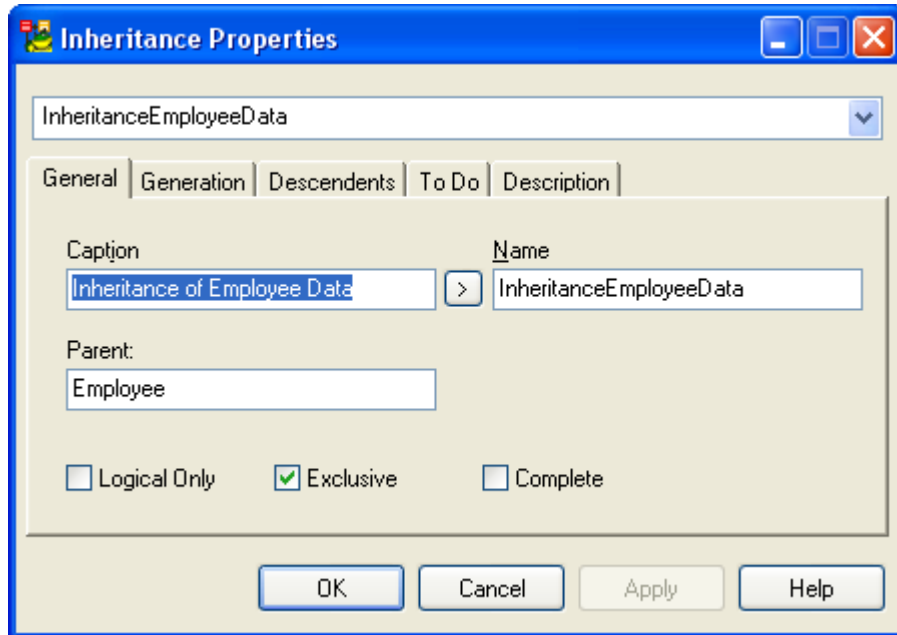 Inheritance Properties
InheritanceEmployeeData
General Generation Descendents To Do Description
Caption Name
Inheritance of Employee Data > InheritanceEmployeeData
Parent:
Employee
Logical Only Exclusive Complete
OK Cancel Apply Help